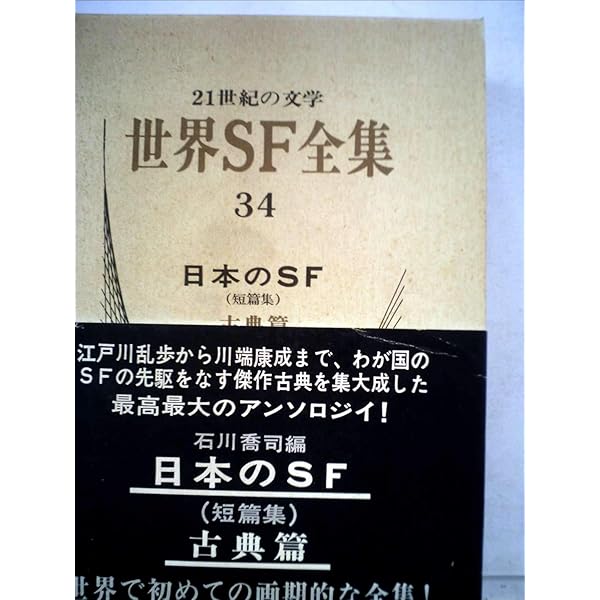 21世紀の文学
世界SF全集
34
日本のSF
(短篇集)
古典篇
江戸川乱歩から川端康成まで、わが国の
SFの先駆をなす傑作古典を集大成した
最高最大のアンソロジイ!
石川喬司編
日本のSF
(短篇集)
古典篇
世界で初めての画期的な全集!